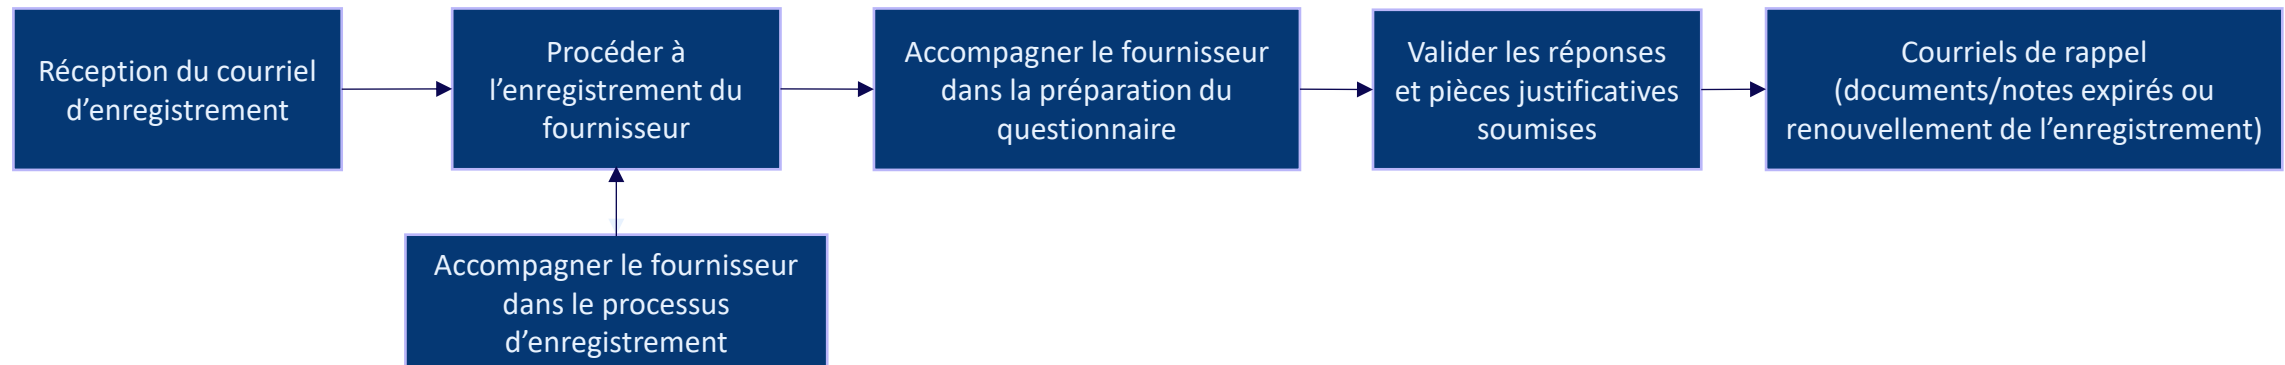 Réception du courriel
d’enregistrement
Procéder à
l’enregistrement du
fournisseur
Accompagner le fournisseur
dans la préparation du
questionnaire
Valider les réponses
et pièces justificatives
soumises
Courriels de rappel
(documents/notes expirés ou
renouvellement de l’enregistrement)
Accompagner le fournisseur
dans le processus
d’enregistrement